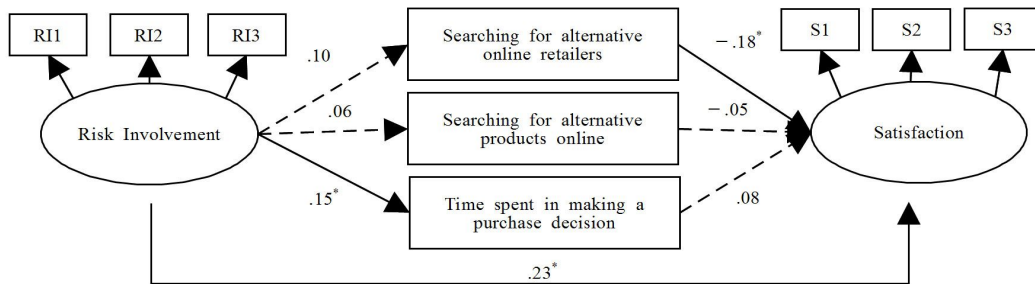 RI1
RI2
RI3
S1
S2
S3
Searching for alternative
online retailers
.10
−.18*
Risk Involvement
.06
Searching for alternative
products online
−.05
Satisfaction
.15*
Time spent in making a
purchase decision
.08
.23*